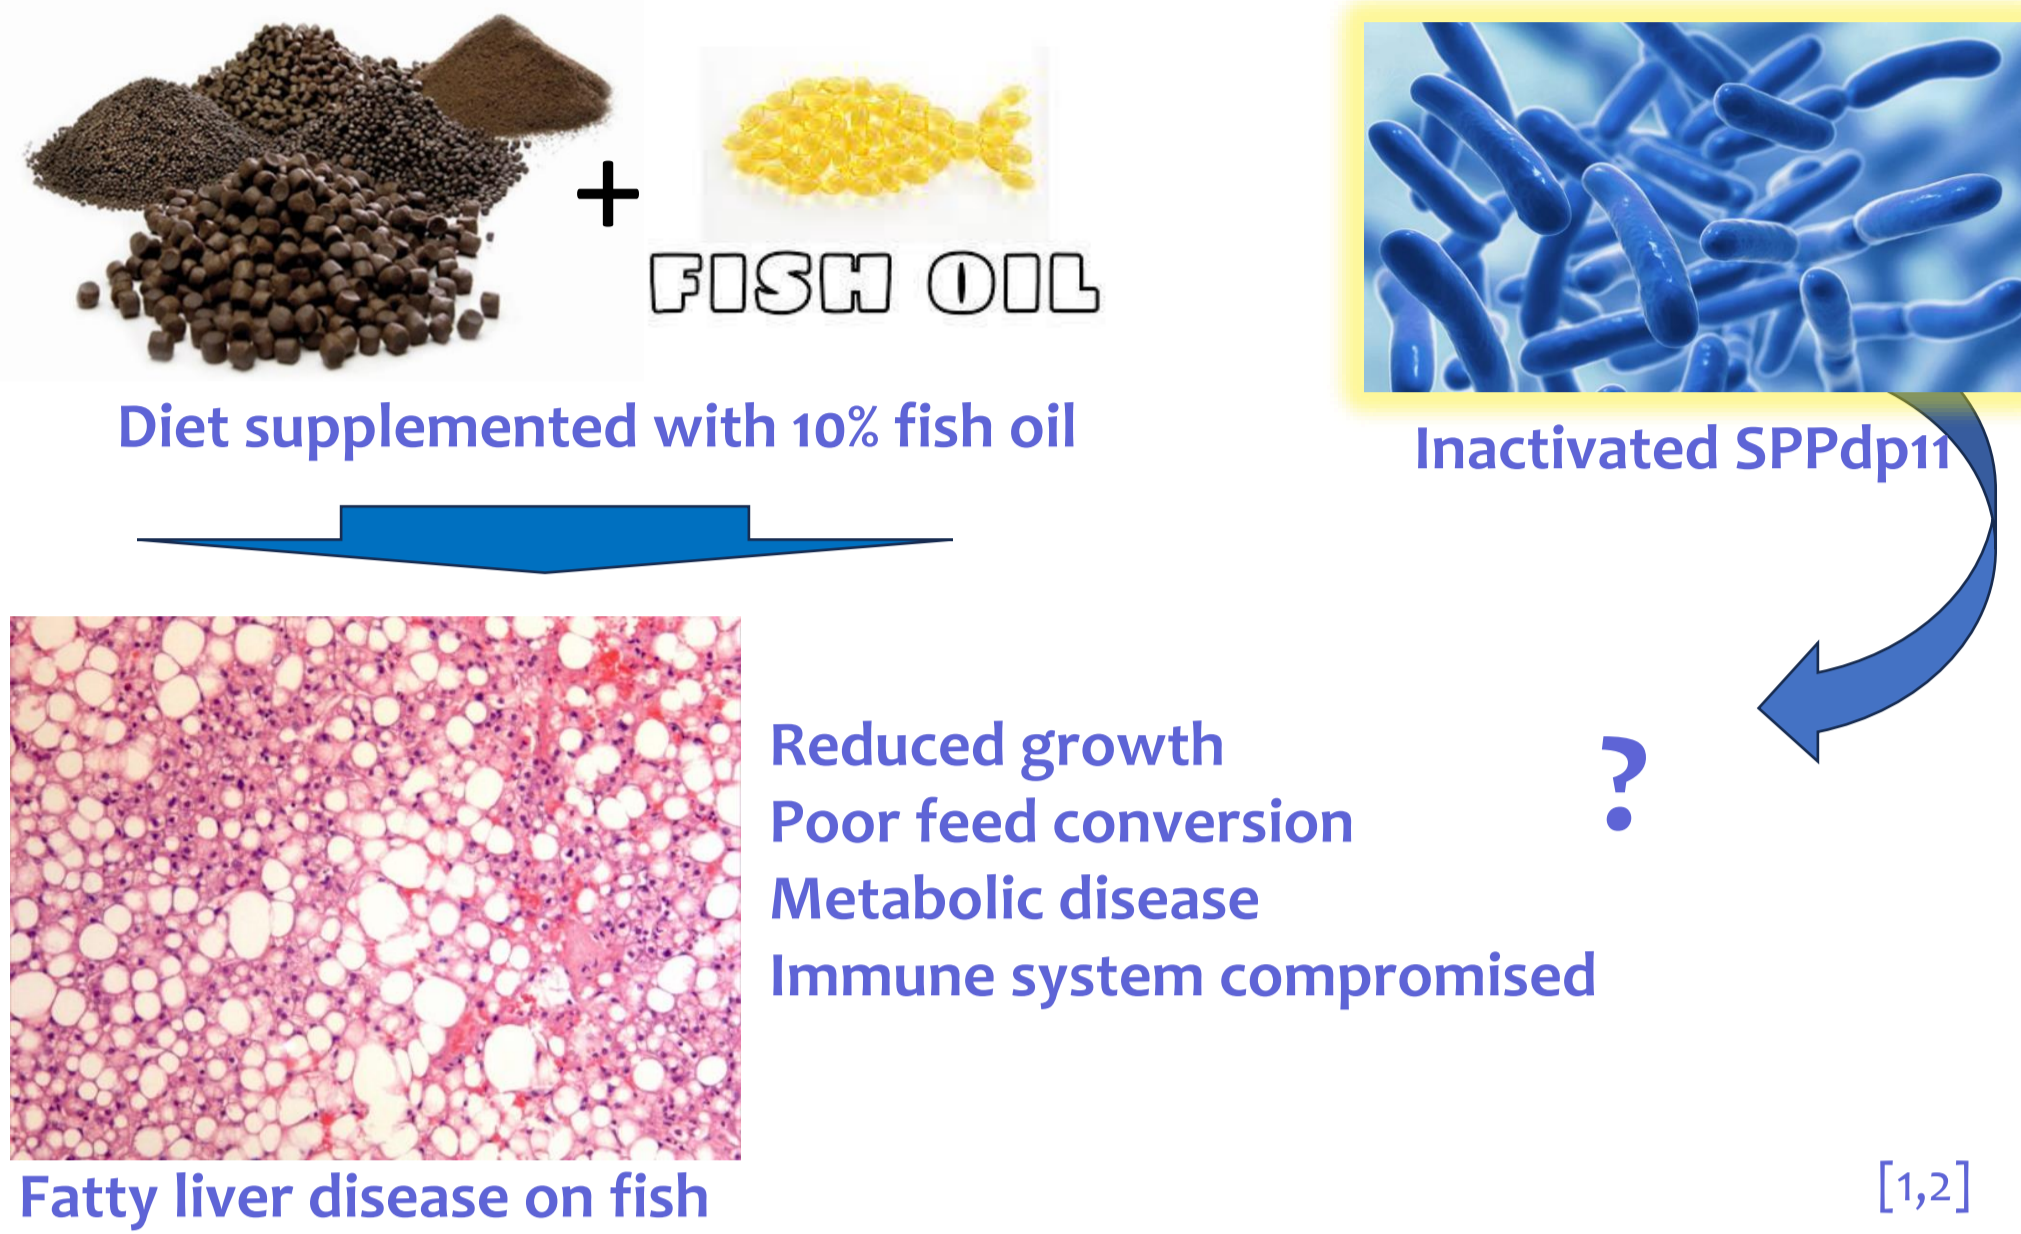 +
FISH OIL
Diet supplemented with 10% fish oil
Inactivated SPPdp11
Reduced growth
Poor feed conversion
Metabolic disease
Immune system compromised
?
Fatty liver disease on fish
[1,2]